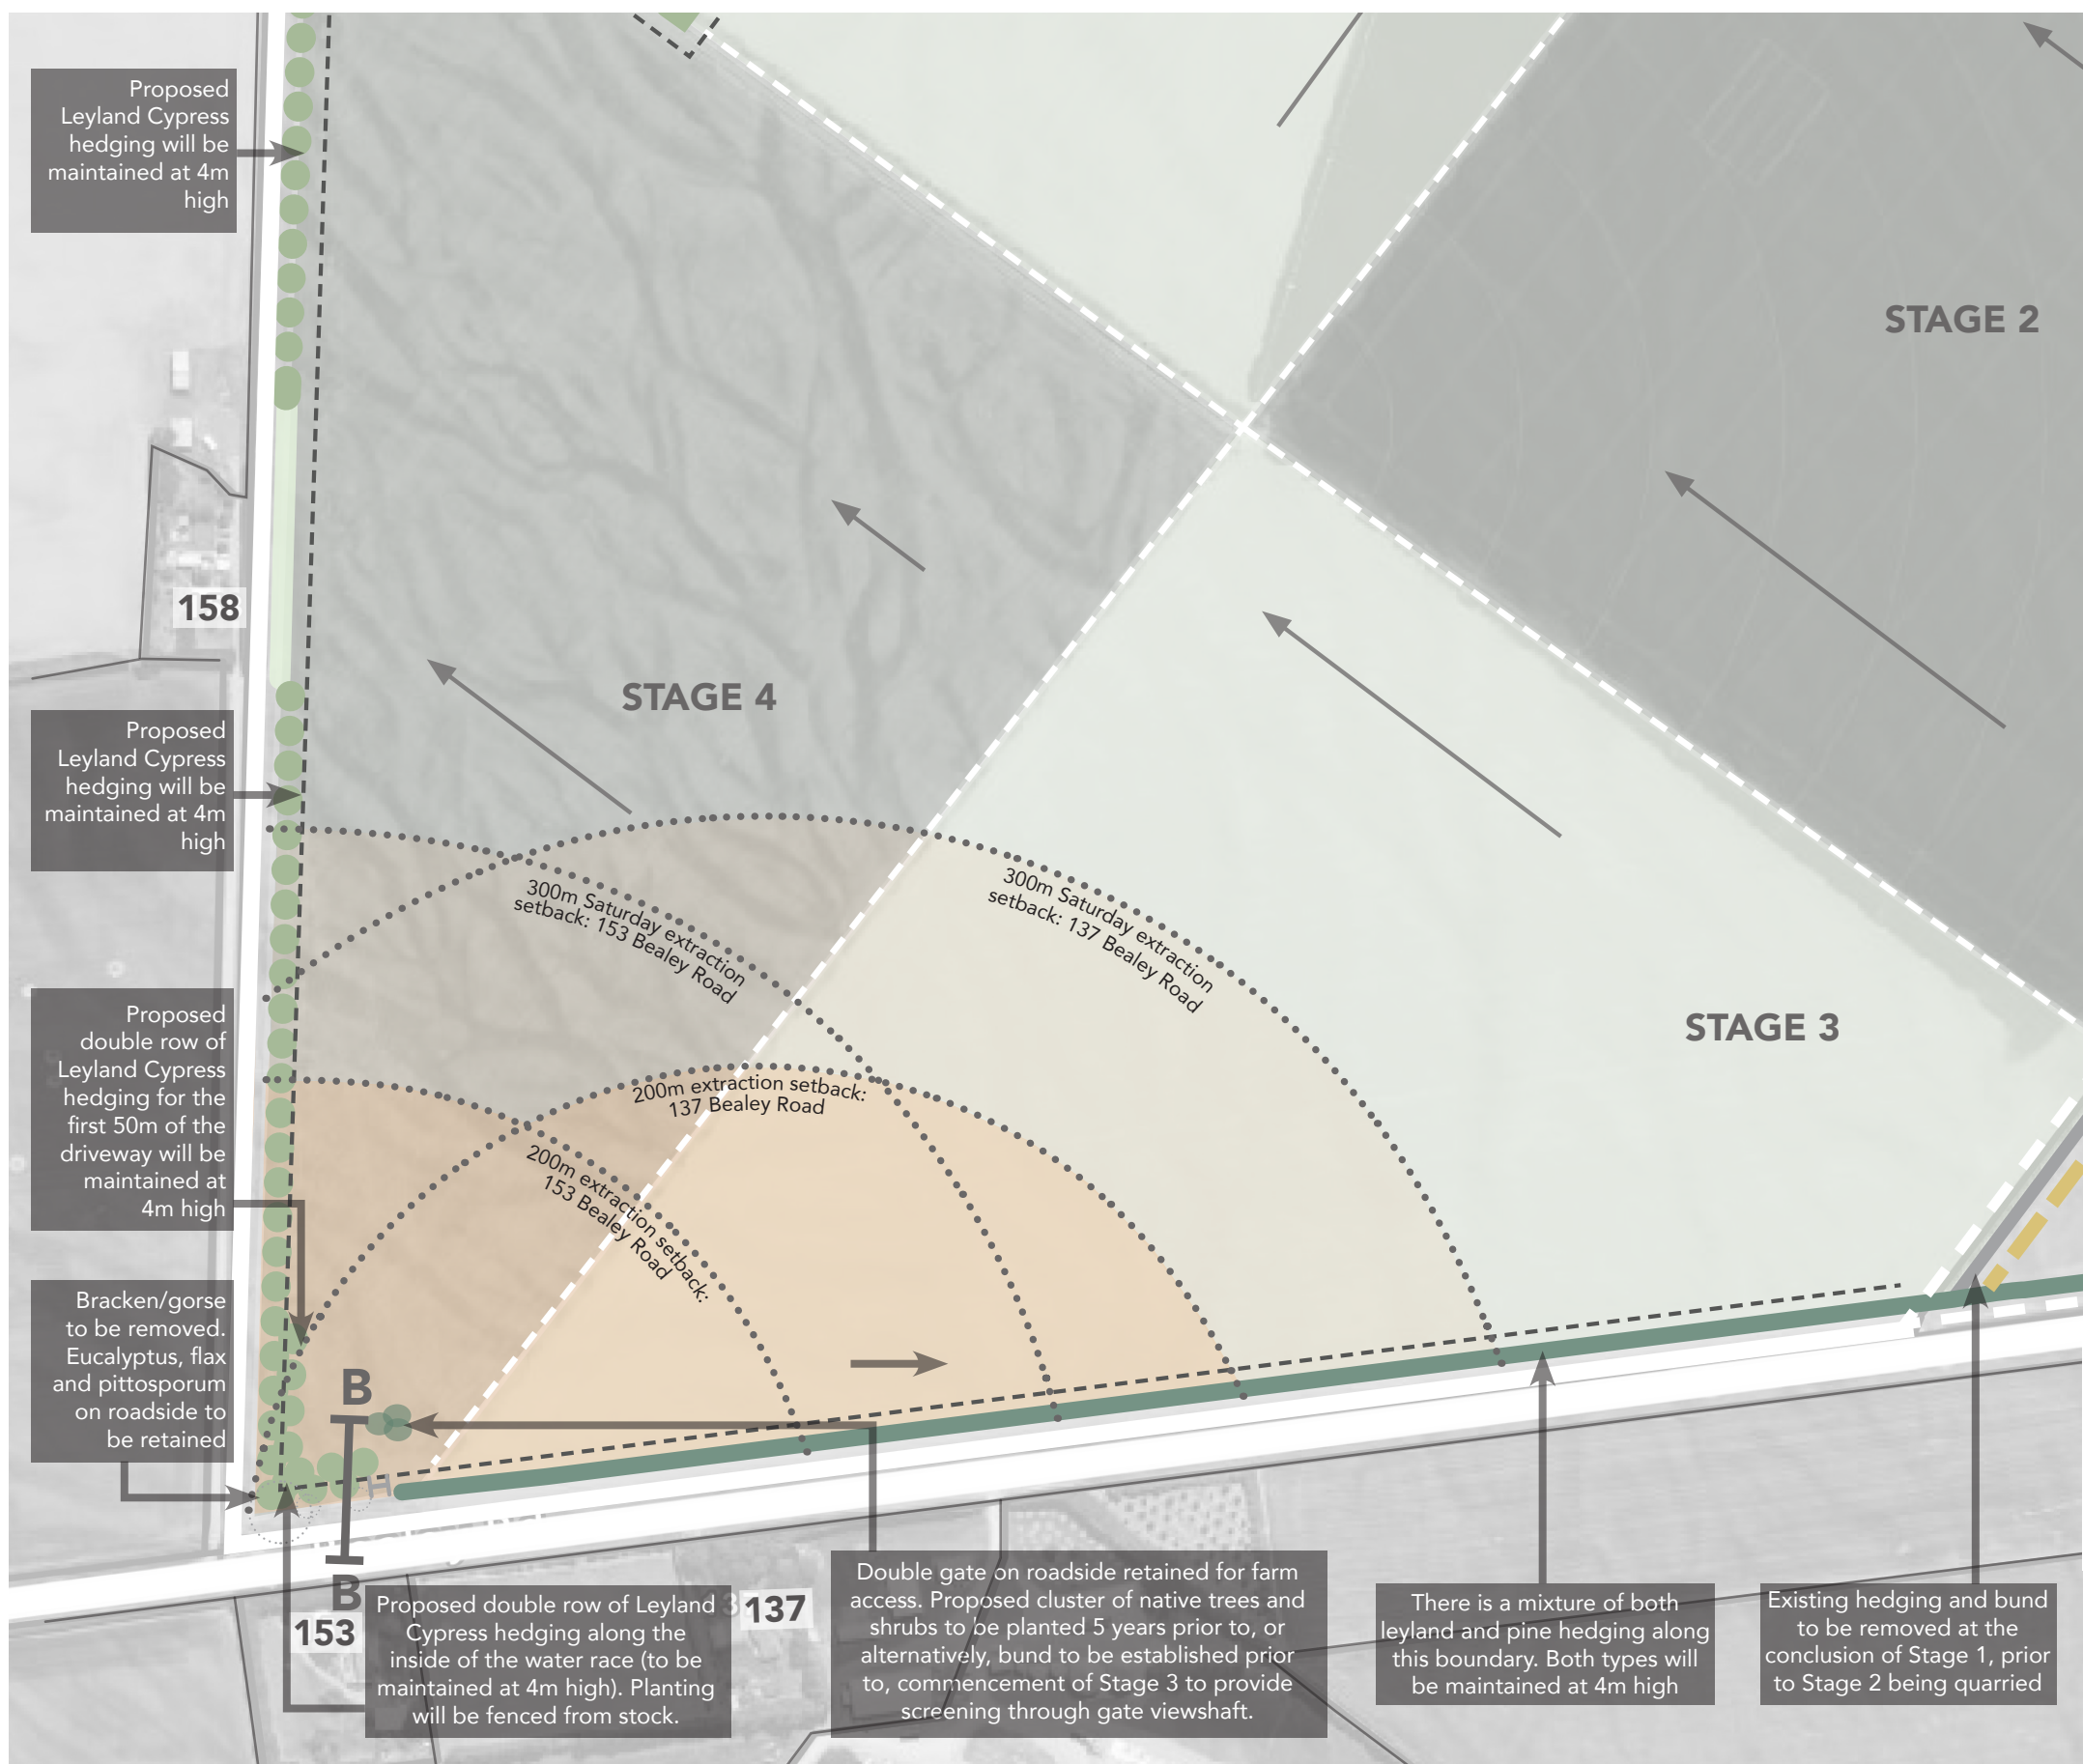 Proposed
Leyland Cypress
hedging will be
maintained at 4m
high
STAGE 2
158
STAGE 4
Proposed
Leyland Cypress
hedging will be
maintained at 4m
high
300m Saturday extraction
setback: 153 Bealey Road
300m Saturday extraction
setback: 137 Bealey Road
STAGE 3
Proposed
double row of
Leyland Cypress
hedging for the
first 50m of the
driveway will be
maintained at
4m high
200m extraction setback:
137 Bealey Road
200m extraction setback:
153 Bealey Road
Bracken/gorse
to be removed.
Eucalyptus, flax
and pittosporum
on roadside to
be retained
B
B
153
137
Proposed double row of Leyland
Cypress hedging along the
inside of the water race (to be
maintained at 4m high). Planting
will be fenced from stock.
Double gate on roadside retained for farm
access. Proposed cluster of native trees and
shrubs to be planted 5 years prior to, or
alternatively, bund to be established prior
to, commencement of Stage 3 to provide
screening through gate viewshaft.
There is a mixture of both
leyland and pine hedging along
this boundary. Both types will
be maintained at 4m high
Existing hedging and bund
to be removed at the
conclusion of Stage 1, prior
to Stage 2 being quarried